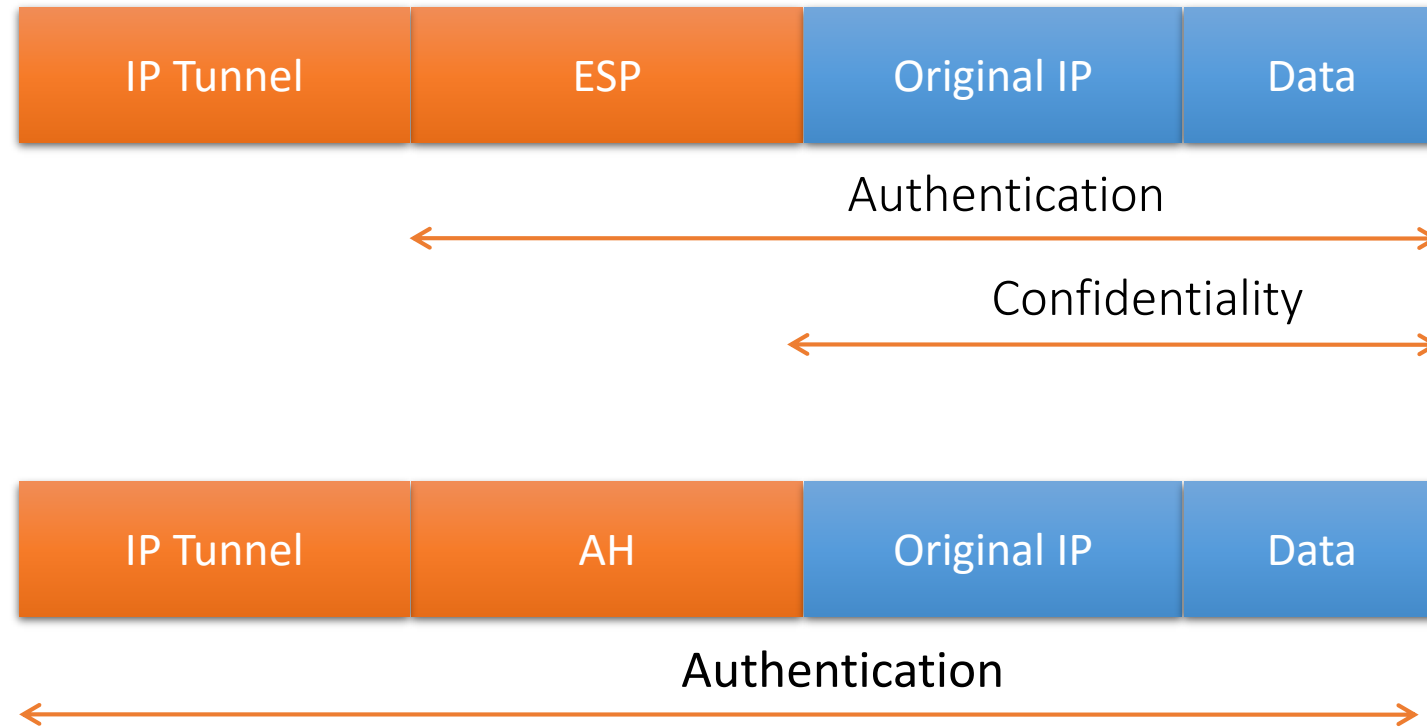 IP Tunnel ESP Original IP Data
Authentication
Confidentiality
IP Tunnel AH Original IP Data
Authentication